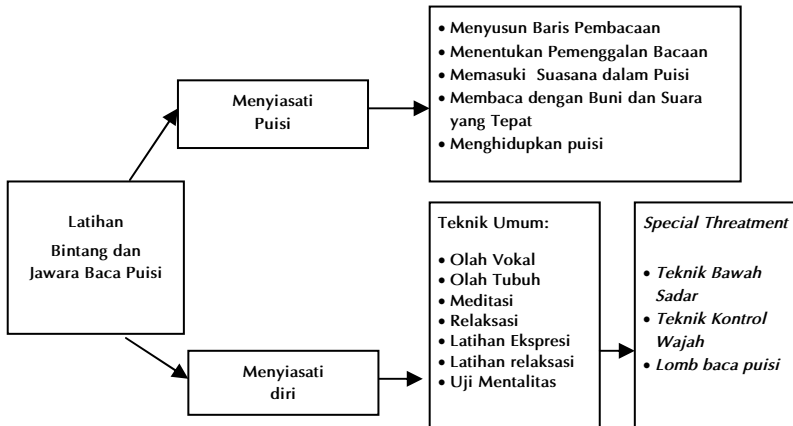 • Menyusun Baris Pembacaan
• Menentukan Pemenggalan Bacaan
• Memasuki Suasana dalam Puisi
• Membaca dengan Buni dan Suara
yang Tepat
• Menghidupkan puisi
Menyiasati
Puisi
Latihan
Bintang dan
Jawara Baca Puisi
Menyiasati
diri
Teknik Umum:
• Olah Vokal
• Olah Tubuh
• Meditasi
• Relaksasi
• Latihan Ekspresi
• Latihan relaksasi
• Uji Mentalitas
Special Threatment
• Teknik Bawah
Sadar
• Teknik Kontrol
Wajah
• Lomb baca puisi